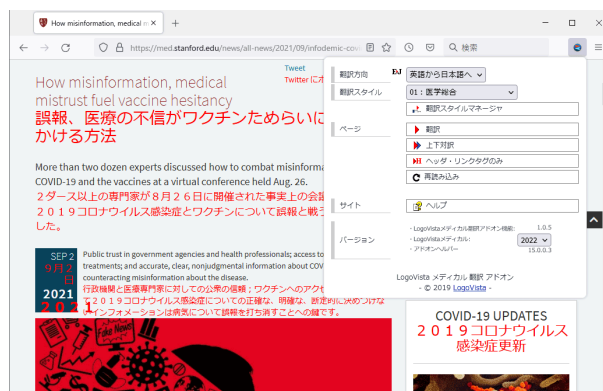 How misinformation, medical m
https://med.stanford.edu/news/all-news/2021/09/infodemic-cov
検索
How misinformation, medical
mistrust fuel vaccine hesitancy
誤報、医療の不信がワクチンためらいに
かける方法
Tweet
Twitter にオ
More than two dozen experts discussed how to combat misinforma
COVID-19 and the vaccines at a virtual conference held Aug. 26.
２ダース以上の専門家が８月２６日に開催された事実上の会議
２０１９コロナウイルス感染症とワクチンについて誤報と戦う
した。
SEP 2
９月２
日
2021
２０２１
Public trust in government agencies and health professionals; access to
treatments; and accurate, clear, nonjudgmental information about COV
counteracting misinformation about the disease.
行政機関と医療専門家に対しての公衆の信頼；ワクチンへのアクセ
て２０１９コロナウイルス感染症についての正確な、明確な、断定的に決めつけな
いインフォメーションは病気について誤報を打ち消すことへの鍵です。
Fake News
翻訳方向
EJ
英語から日本語へ
翻訳スタイル
01：医学総合
翻訳スタイルマネージャ
ページ
翻訳
上下対訳
H ヘッダ・リンクタグのみ
再読み込み
サイト
ヘルプ
バージョン
- LogoVistaメディカル翻訳アドオン機能: 1.0.5
- LogoVistaメディカル: 2022
- アドオンヘルパー 15.0.0.3
LogoVista メディカル 翻訳 アドオン
- © 2019 LogoVista -
COVID-19 UPDATES
２０１９コロナウイルス
感染症更新